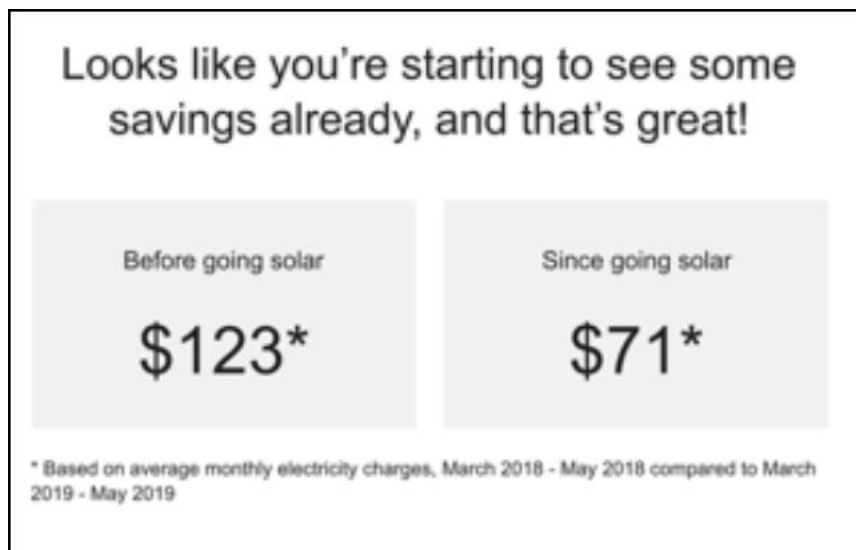 Looks like you’re starting to see some
savings already, and that’s great!
Before going solar
Since going solar
$123*
$71*
* Based on average monthly electricity charges, March 2018 - May 2018 compared to March
2019 - May 2019